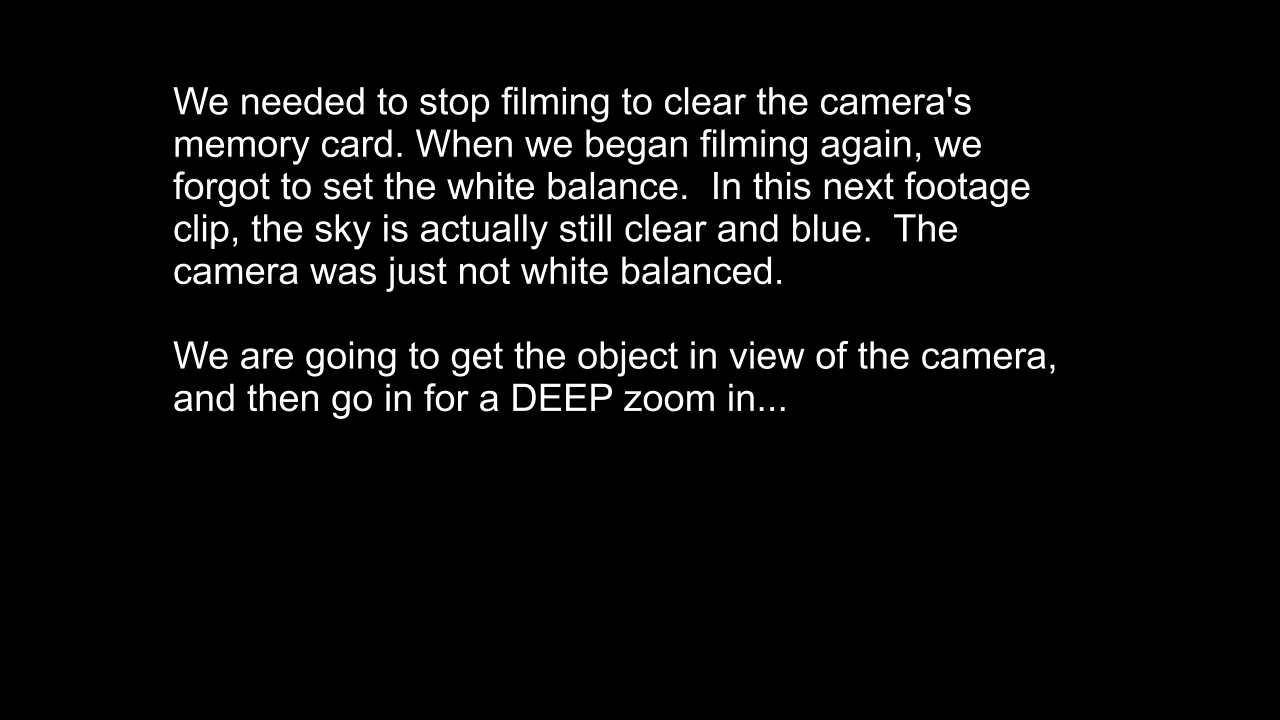 We needed to stop filming to clear the camera's
memory card. When we began filming again, we
forgot to set the white balance.  In this next footage
clip, the sky is actually still clear and blue.  The
camera was just not white balanced.
We are going to get the object in view of the camera,
and then go in for a DEEP zoom in...